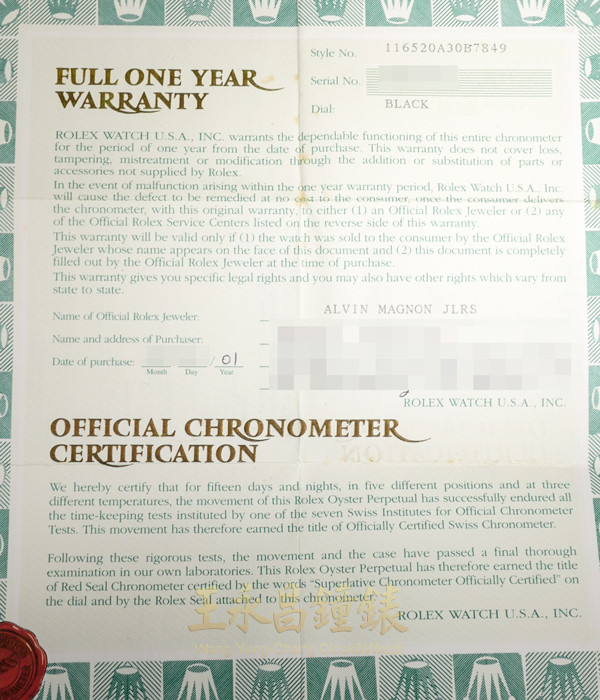 Style No. 116520A30B7849
FULL ONE YEAR
WARRANTY
Serial No.
Dial: BLACK
ROLEX WATCH U.S.A., INC. warrants the dependable functioning of this entire chronometer
for the period of one year from the date of purchase. This warranty does not cover loss,
tampering, mistreatment or modification through the addition or substitution of parts or
accessories not supplied by Rolex.
In the event of malfunction arising within the one year warranty period, Rolex Watch U.S.A., Inc.
will cause the defect to be remedied at no cost to the consumer, once the consumer delivers
the chronometer, with this original warranty, to either (1) an Official Rolex Jeweler or (2) any
of the Official Rolex Service Centers listed on the reverse side of this warranty.
This warranty will be valid only if (1) the watch was sold to the consumer by the Official Rolex
Jeweler whose name appears on the face of this document and (2) this document is completely
filled out by the Official Rolex Jeweler at the time of purchase.
This warranty gives you specific legal rights and you may also have other rights which vary from
state to state.
Name of Official Rolex Jeweler: ALVIN MAGNON JLRS
Name and address of Purchaser:
Date of purchase: / 01
Month Day Year
ROLEX WATCH U.S.A., INC.
OFFICIAL CHRONOMETER
CERTIFICATION
We hereby certify that for fifteen days and nights, in five different positions and at three
different temperatures, the movement of this Rolex Oyster Perpetual has successfully endured all
the time-keeping tests instituted by one of the seven Swiss Institutes for Official Chronometer
Tests. This movement has therefore earned the title of Officially Certified Swiss Chronometer.
Following these rigorous tests, the movement and the case have passed a final thorough
examination in our own laboratories. This Rolex Oyster Perpetual has therefore earned the title
of Red Seal Chronometer certified by the words "Superlative Chronometer Officially Certified" on
the dial and by the Rolex Seal attached to this chronometer.
王永昌鐘錶
ROLEX WATCH U.S.A., INC.